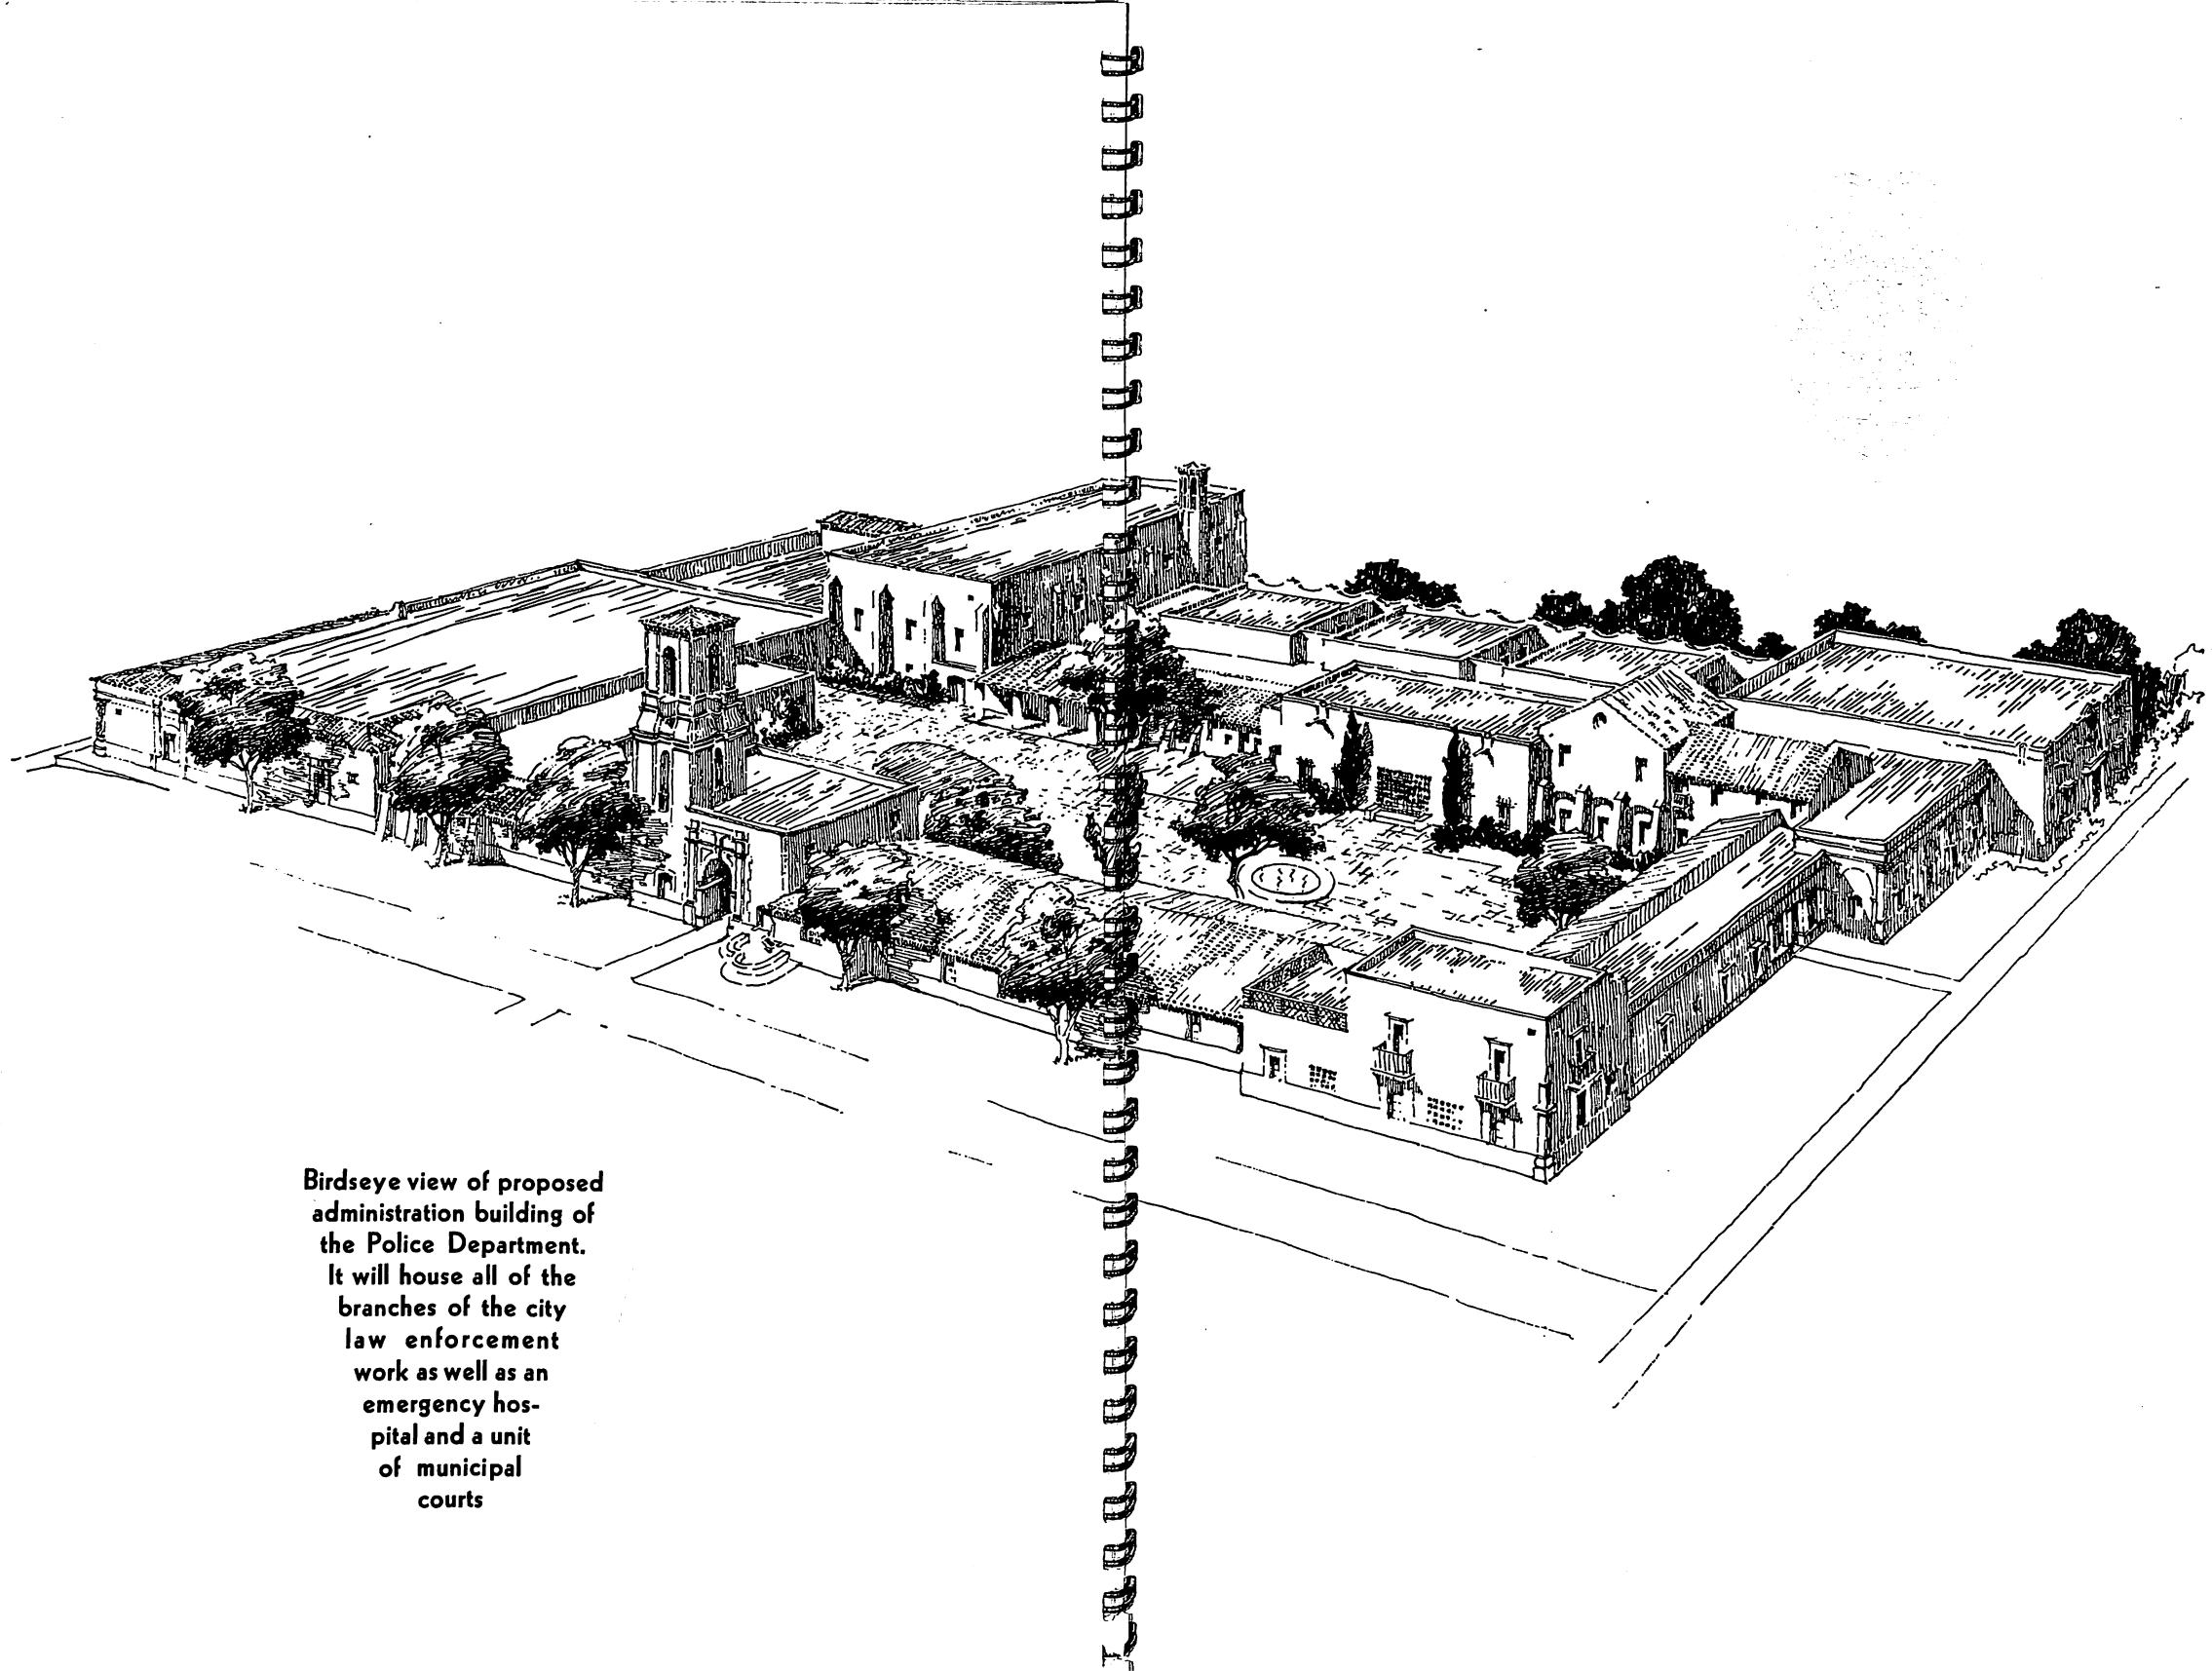 Birdseye view of proposed
administration building of
the Police Department.
It will house all of the
branches of the city
law enforcement
work as well as an
emergency hos-
pital and a unit
of municipal
courts